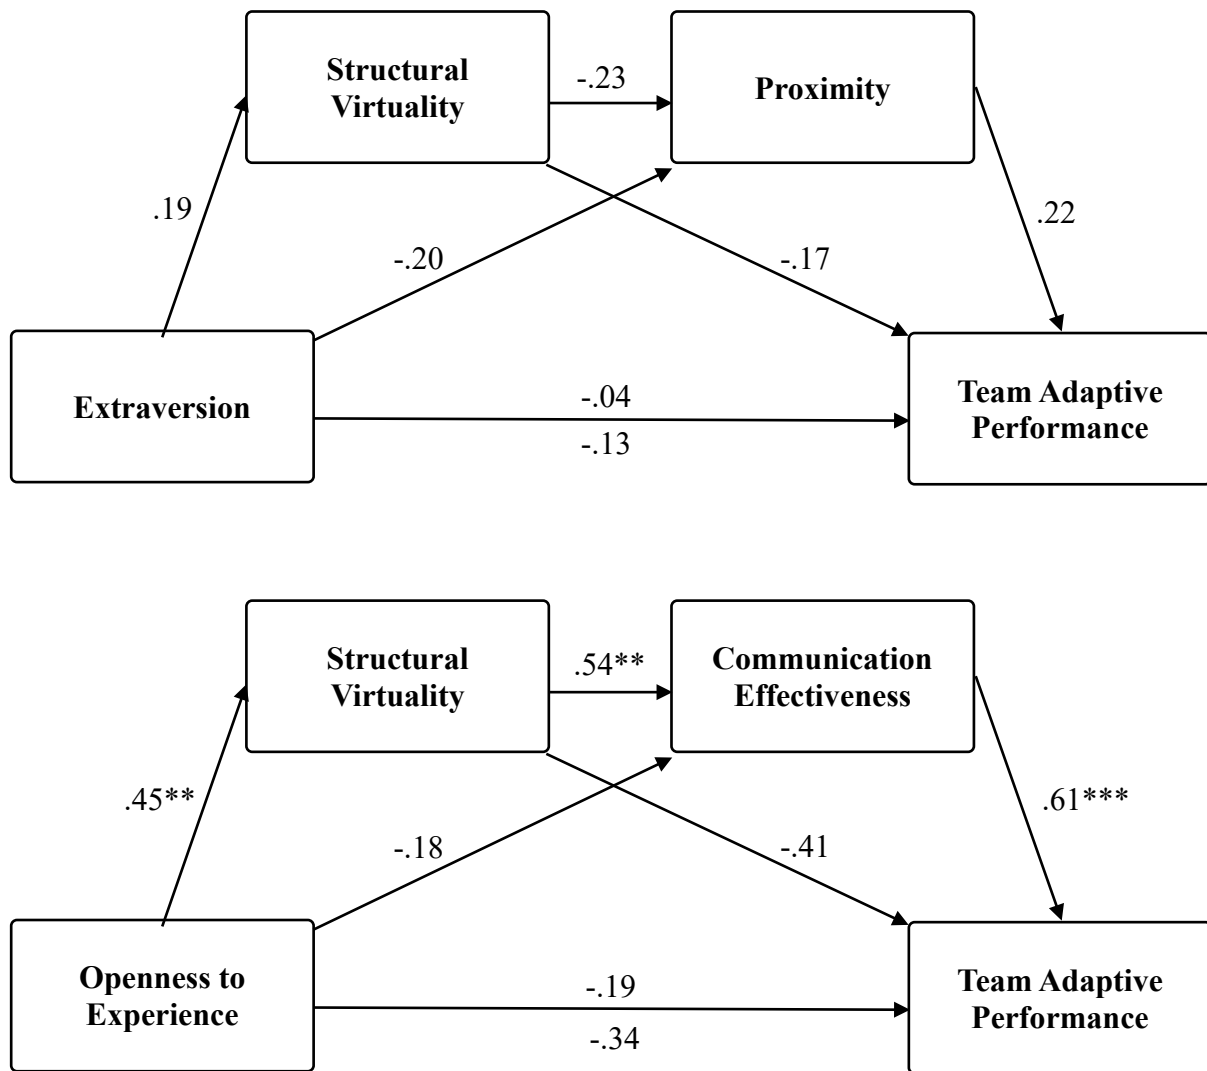 Structural
Virtuality
-.23
Proximity
.19
-.20
-.17
.22
Extraversion
-.04
-.13
Team Adaptive
Performance
Structural
Virtuality
.54**
Communication
Effectiveness
.45**
-.18
-.41
.61***
Openness to
Experience
-.19
-.34
Team Adaptive
Performance